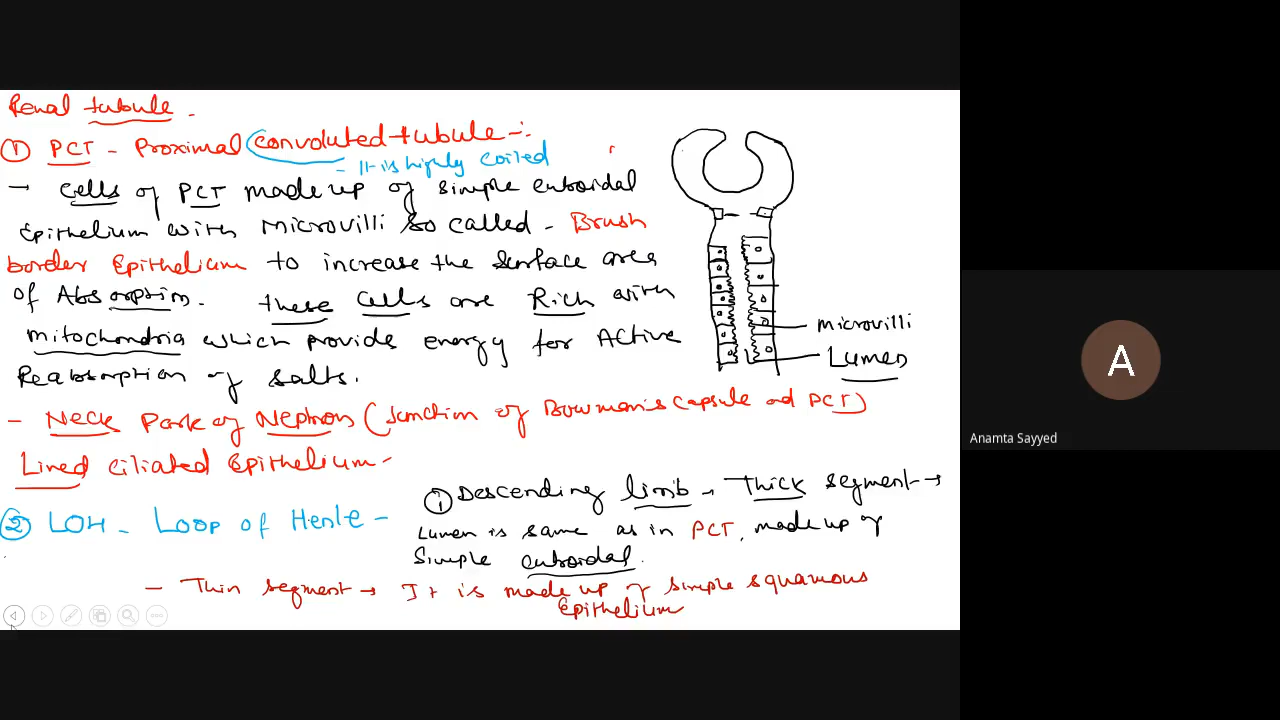 Renal tubule -
① PCT - Proximal convoluted tubule -:
= It is highly coiled
→ Cells of PCT made up of simple cuboidal
Epithelium with Microvilli so called - Brush
border Epithelium to increase the surface area
of Absorption. These Cells are Rich with
mitochondria which provide energy for Active
Reabsorption of salts.
- Neck Part of Nephron (Junction of Bowman's capsule and PCT)
Lined ciliated Epithelium -
② LOH - Loop of Henle -
① Descending limb - Thick segment →
Lumen is same as in PCT, made up of
Simple cuboidal.
- Thin segment → It is made up of simple squamous
Epithelium
microvilli
Lumen
A
Anamta Sayyed